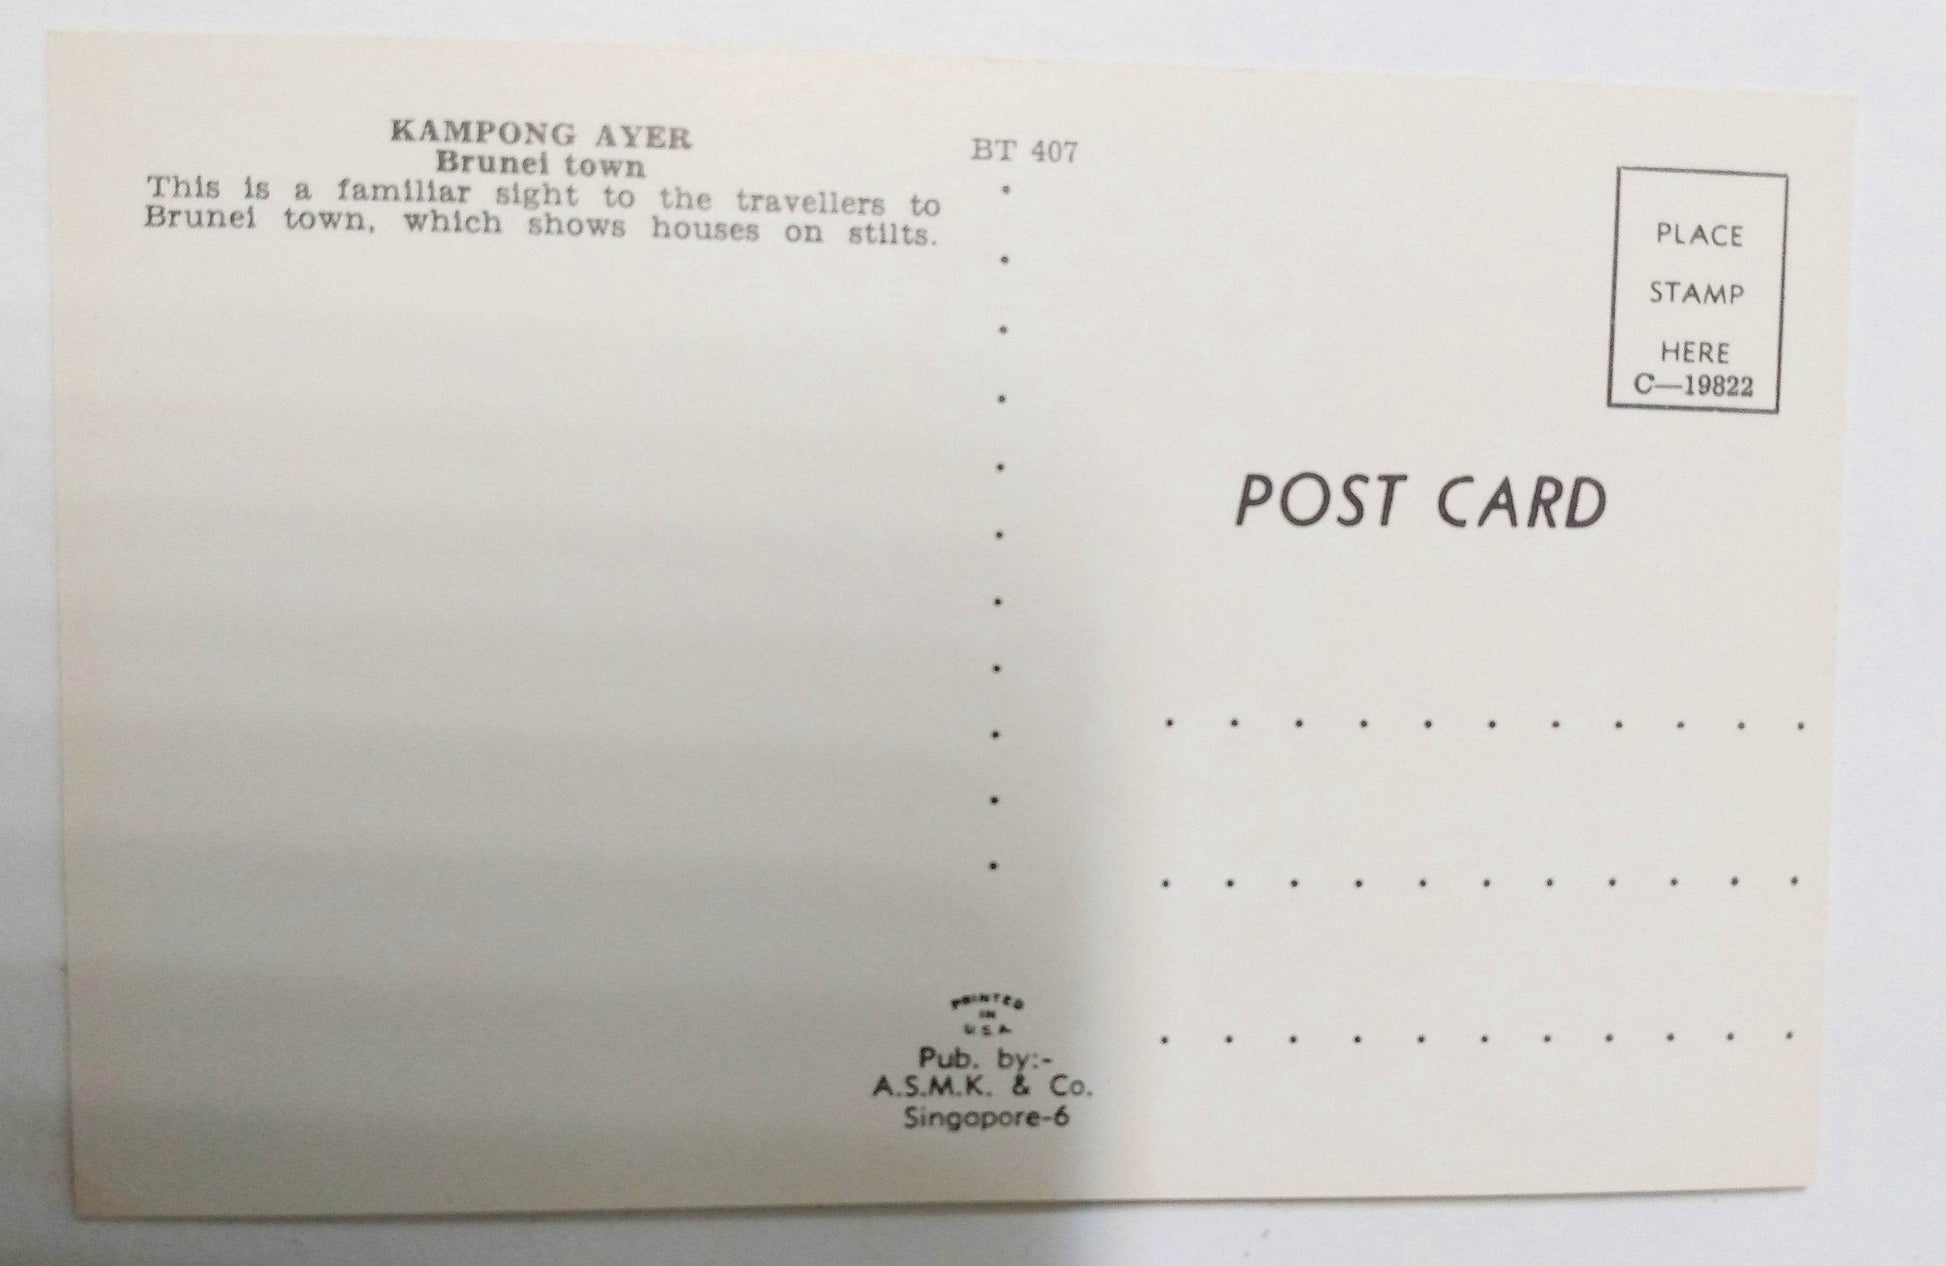 KAMPONG AYER
Brunei town
This is a familiar sight to the travellers to
Brunei town, which shows houses on stilts.
BT 407
PLACE
STAMP
HERE
C—19822
POST CARD
PRINTED
IN
USA
Pub. by:-
A.S.M.K. & Co.
Singapore-6